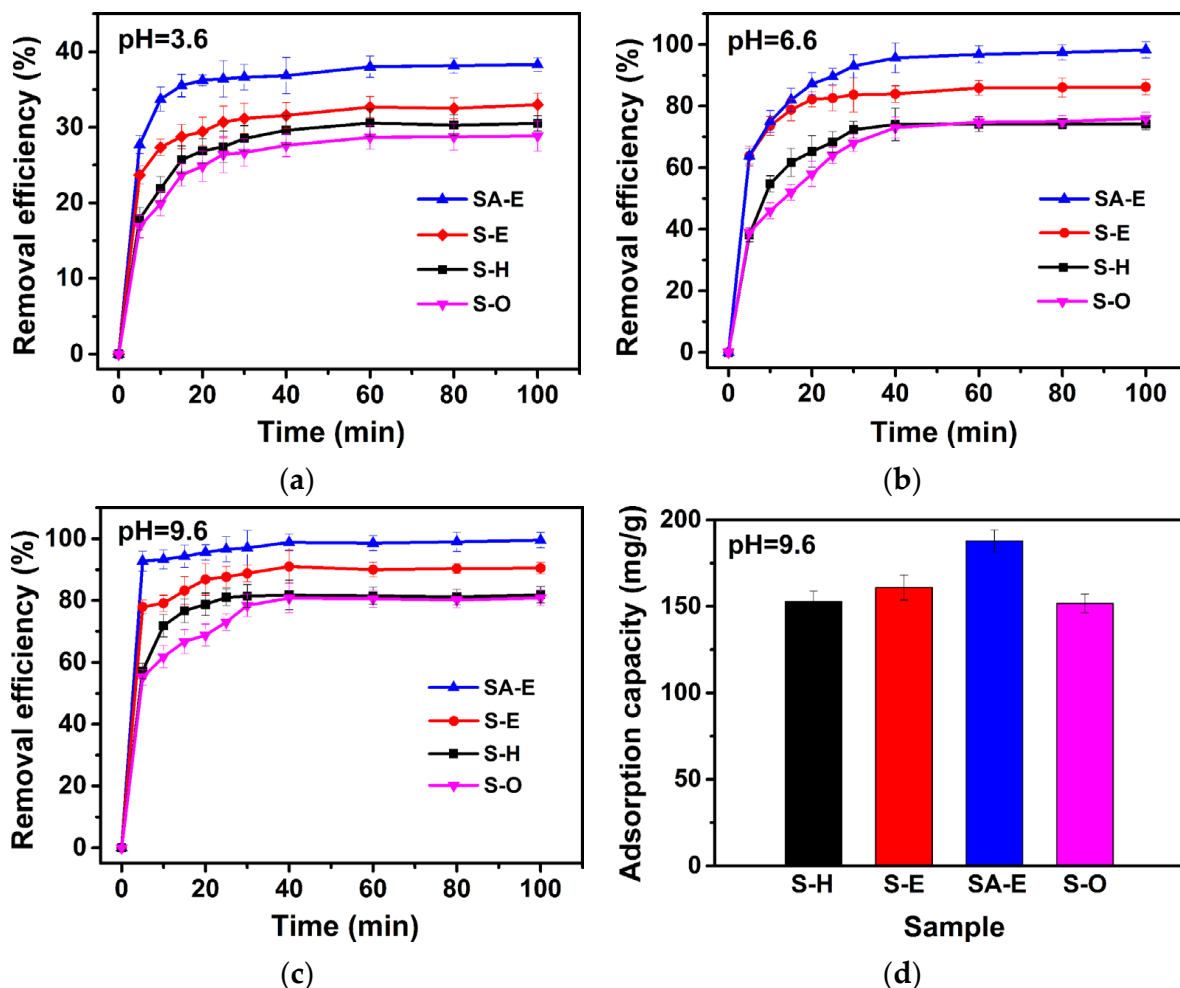 pH=3.6
Removal efficiency (%)
40
30
20
10
0
SA-E
S-E
S-H
S-O
0 20 40 60 80 100
Time (min)
(a)
pH=6.6
Removal efficiency (%)
100
80
60
40
20
0
SA-E
S-E
S-H
S-O
0 20 40 60 80 100
Time (min)
(b)
pH=9.6
Removal efficiency (%)
100
80
60
40
20
0
SA-E
S-E
S-H
S-O
0 20 40 60 80 100
Time (min)
(c)
pH=9.6
Adsorption capacity (mg/g)
200
150
100
50
0
S-H S-E SA-E S-O
Sample
(d)